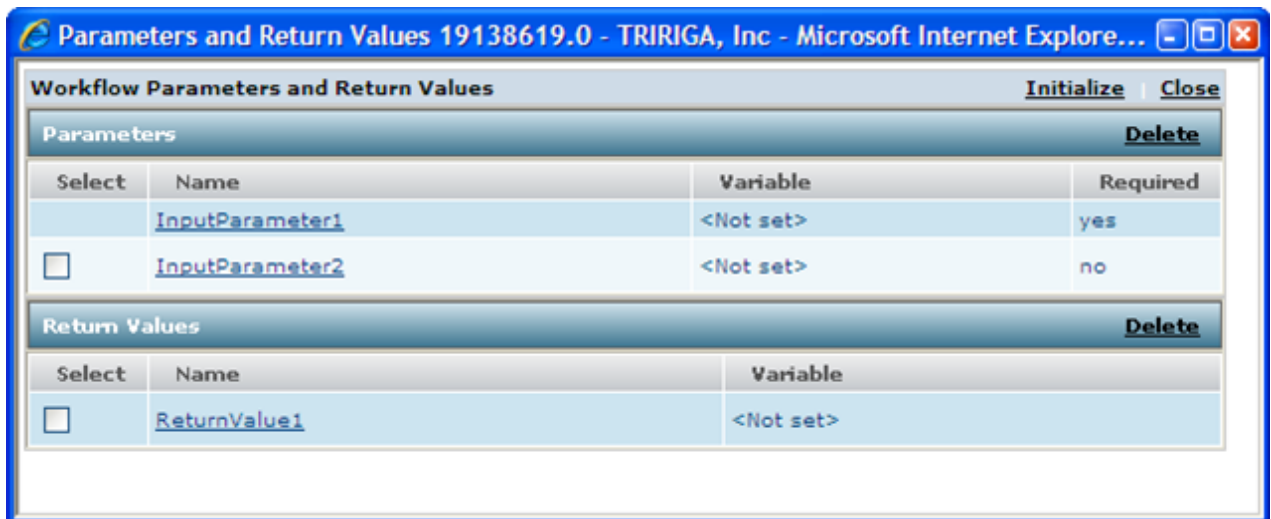 Parameters and Return Values 19138619.0 - TRIRIGA, Inc - Microsoft Internet Explore...
Workflow Parameters and Return Values Initialize Close
Parameters Delete
Select Name Variable Required
InputParameter1 <Not set> yes
InputParameter2 <Not set> no
Return Values Delete
Select Name Variable
ReturnValue1 <Not set>